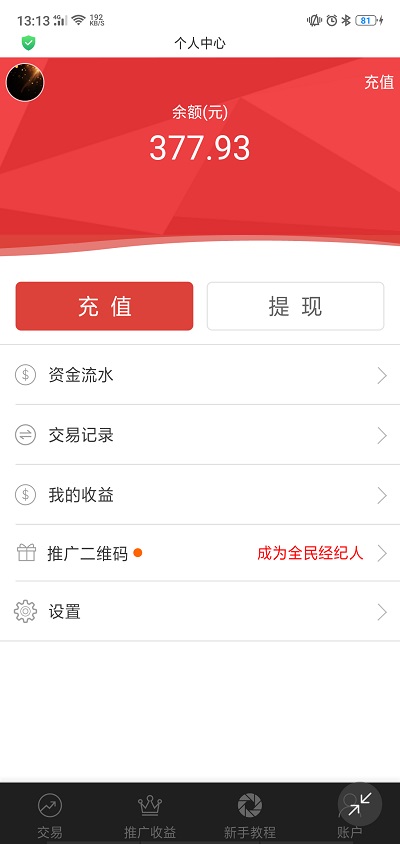 13:13 4G 192 KB/S 81
个人中心
充值
余额(元)
377.93
充值 提现
资金流水
交易记录
我的收益
推广二维码 成为全民经纪人
设置
交易 推广收益 新手教程 账户